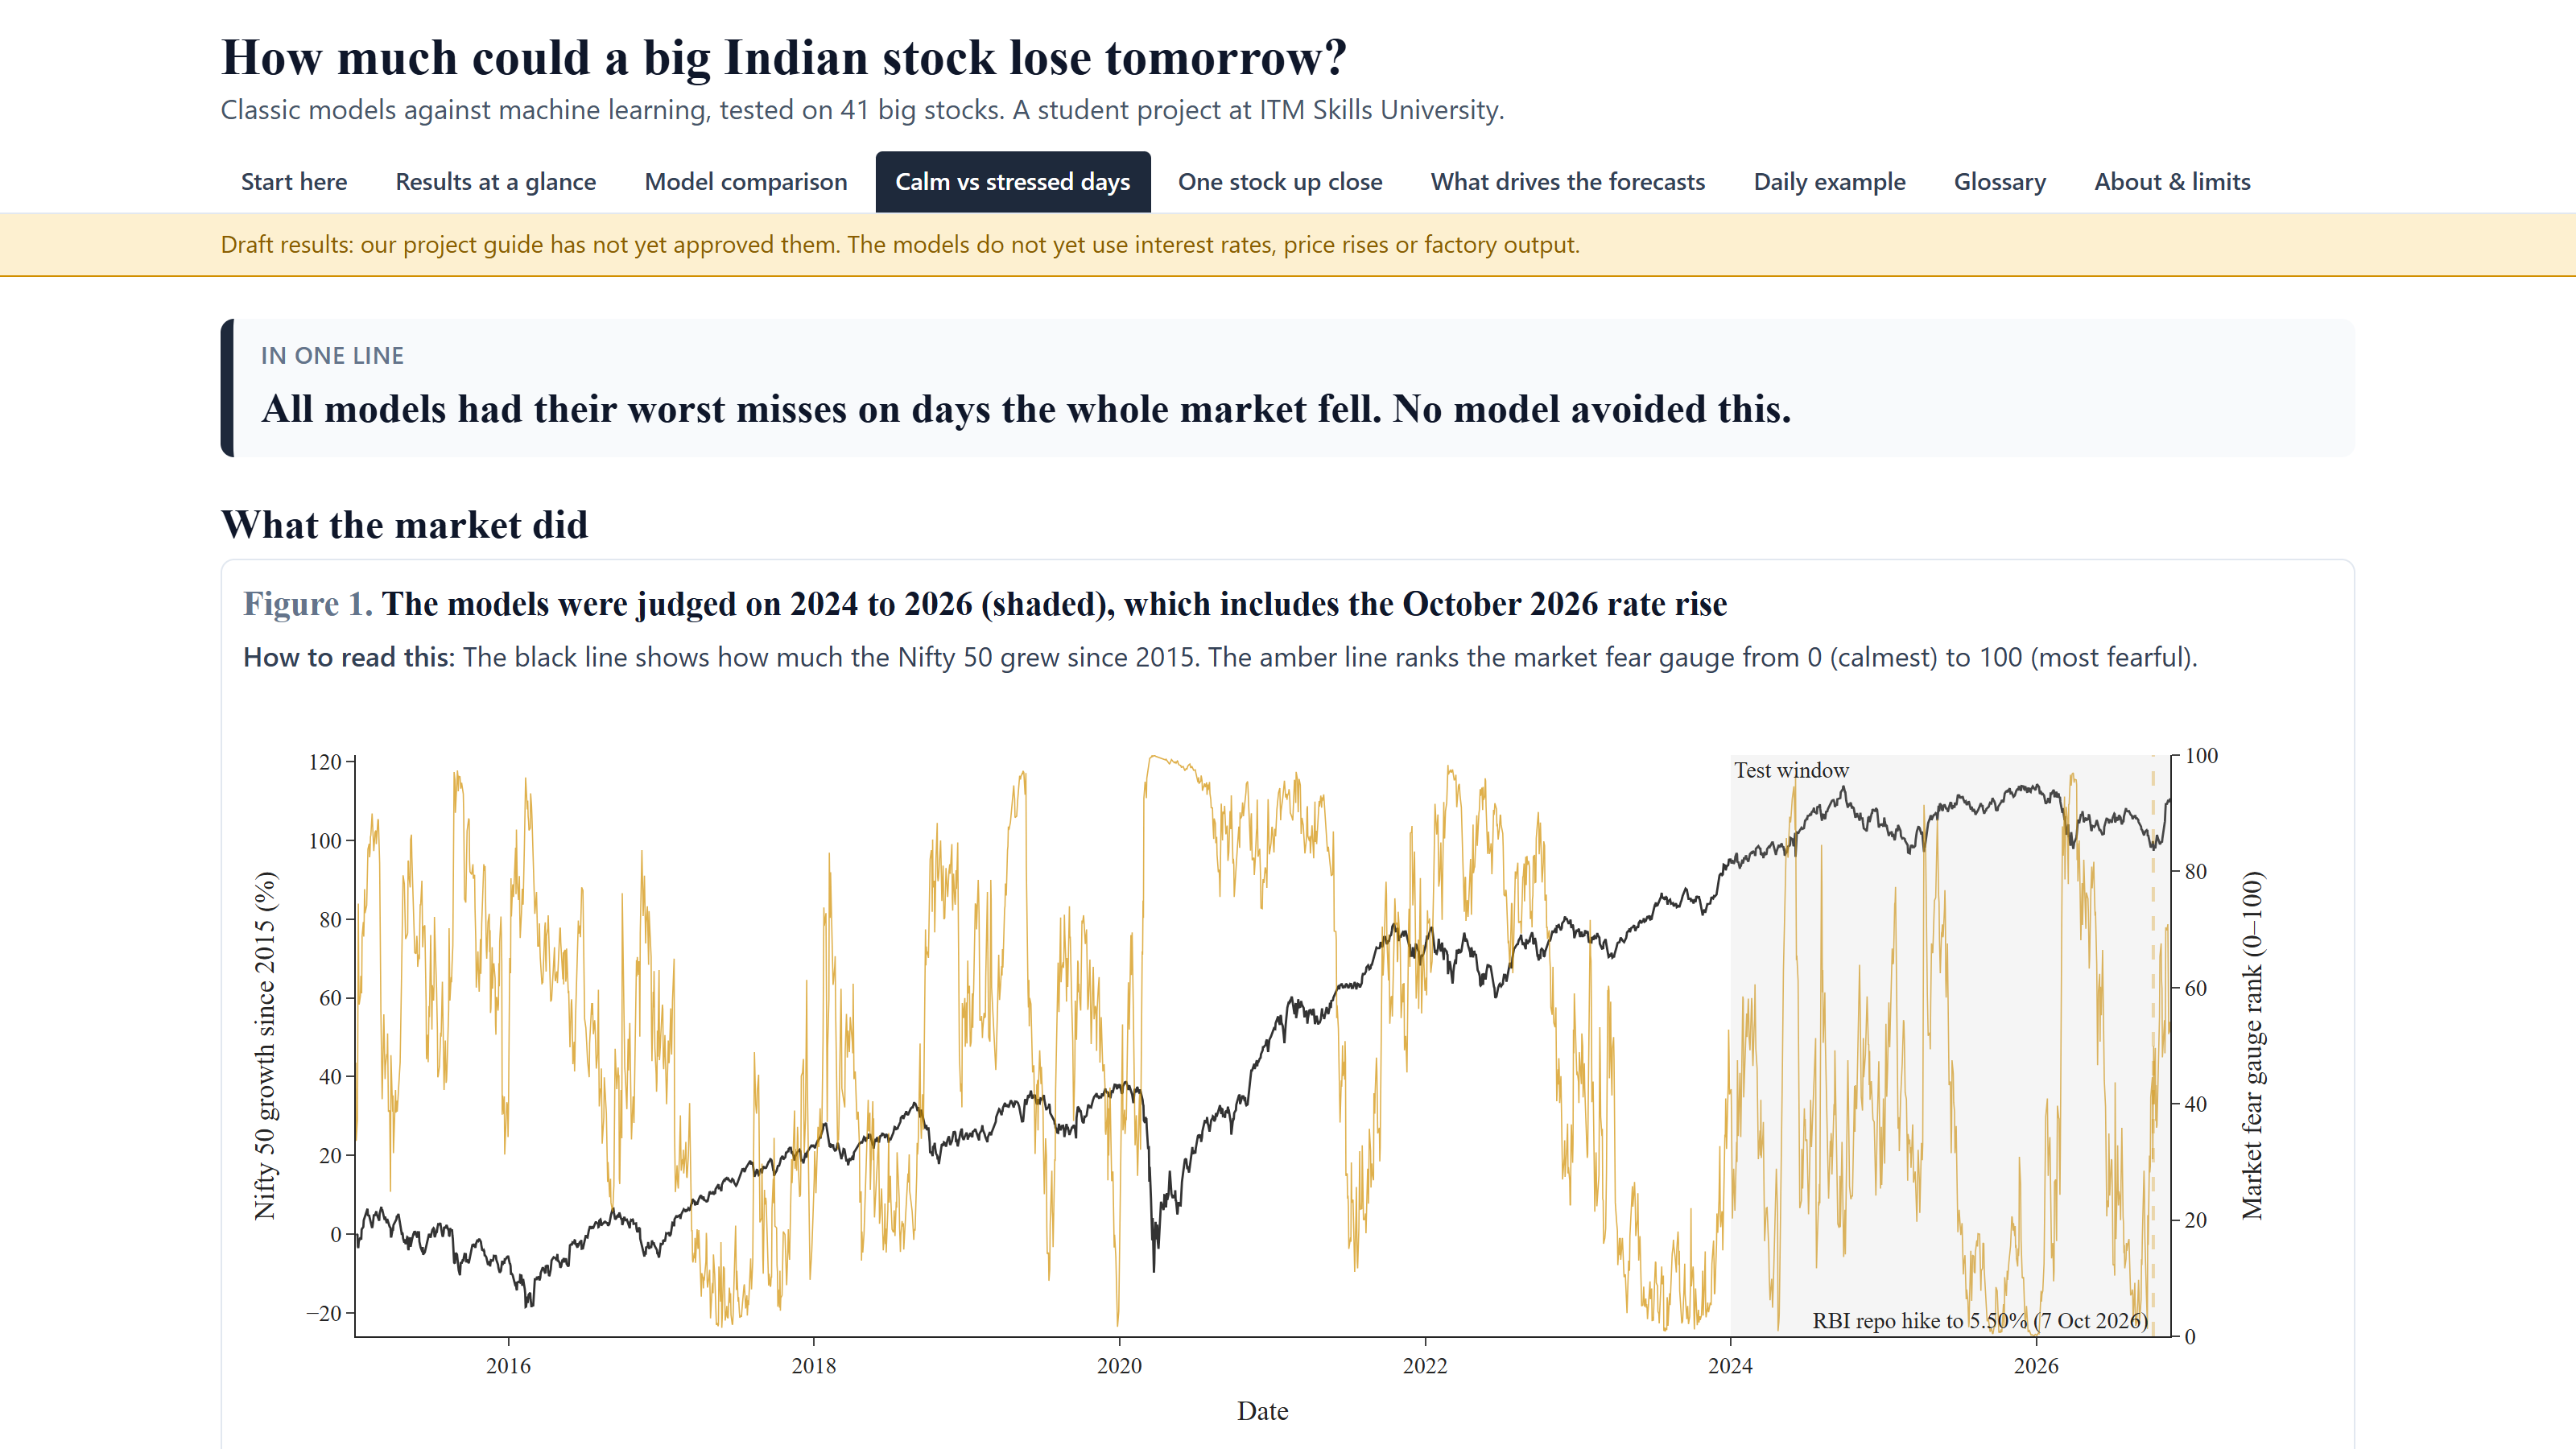 How much could a big Indian stock lose tomorrow?
Classic models against machine learning, tested on 41 big stocks. A student project at ITM Skills University.
Start here
Results at a glance
Model comparison
Calm vs stressed days
One stock up close
What drives the forecasts
Daily example
Glossary
About & limits
Draft results: our project guide has not yet approved them. The models do not yet use interest rates, price rises or factory output.
IN ONE LINE
All models had their worst misses on days the whole market fell. No model avoided this.
What the market did
Figure 1. The models were judged on 2024 to 2026 (shaded), which includes the October 2026 rate rise
How to read this: The black line shows how much the Nifty 50 grew since 2015. The amber line ranks the market fear gauge from 0 (calmest) to 100 (most fearful).
Nifty 50 growth since 2015 (%)
120
100
80
60
40
20
0
−20
Test window
RBI repo hike to 5.50% (7 Oct 2026)
100
80
60
40
20
0
Market fear gauge rank (0–100)
2016
2018
2020
2022
2024
2026
Date